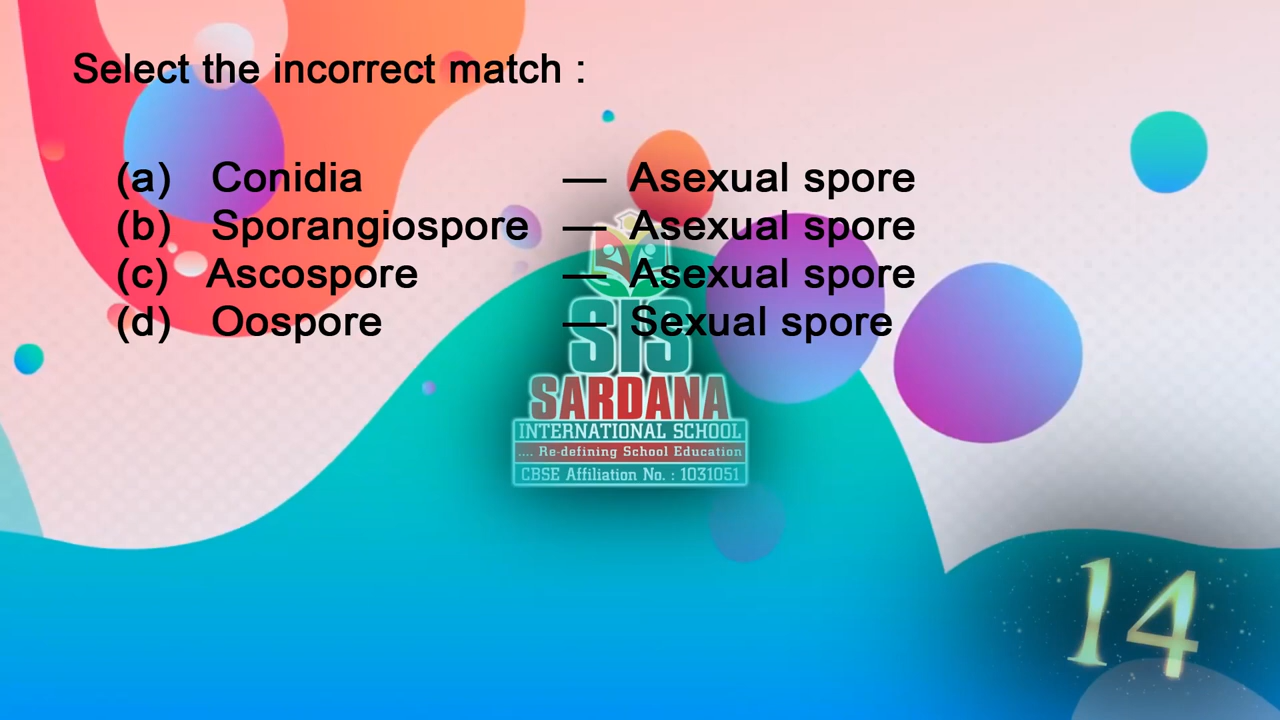 Select the incorrect match :
(a) Conidia — Asexual spore
(b) Sporangiospore — Asexual spore
(c) Ascospore — Asexual spore
(d) Oospore — Sexual spore
SIS
SARDANA
INTERNATIONAL SCHOOL
.... Re-defining School Education
CBSE Affiliation No. : 1031051
14